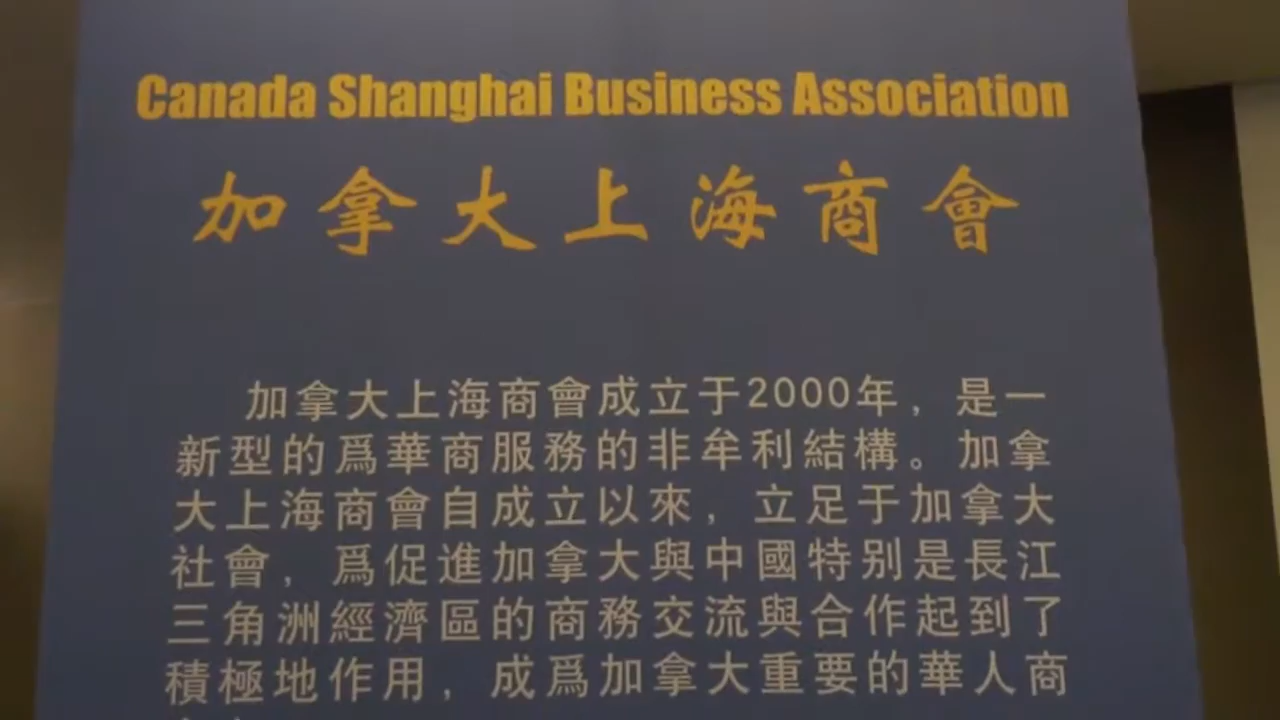 Canada Shanghai Business Association
加拿大上海商會
加拿大上海商會成立于2000年，是一
新型的爲華商服務的非牟利結構。加拿
大上海商會自成立以來，立足于加拿大
社會，爲促進加拿大與中國特别是長江
三角洲經濟區的商務交流與合作起到了
積極地作用，成爲加拿大重要的華人商